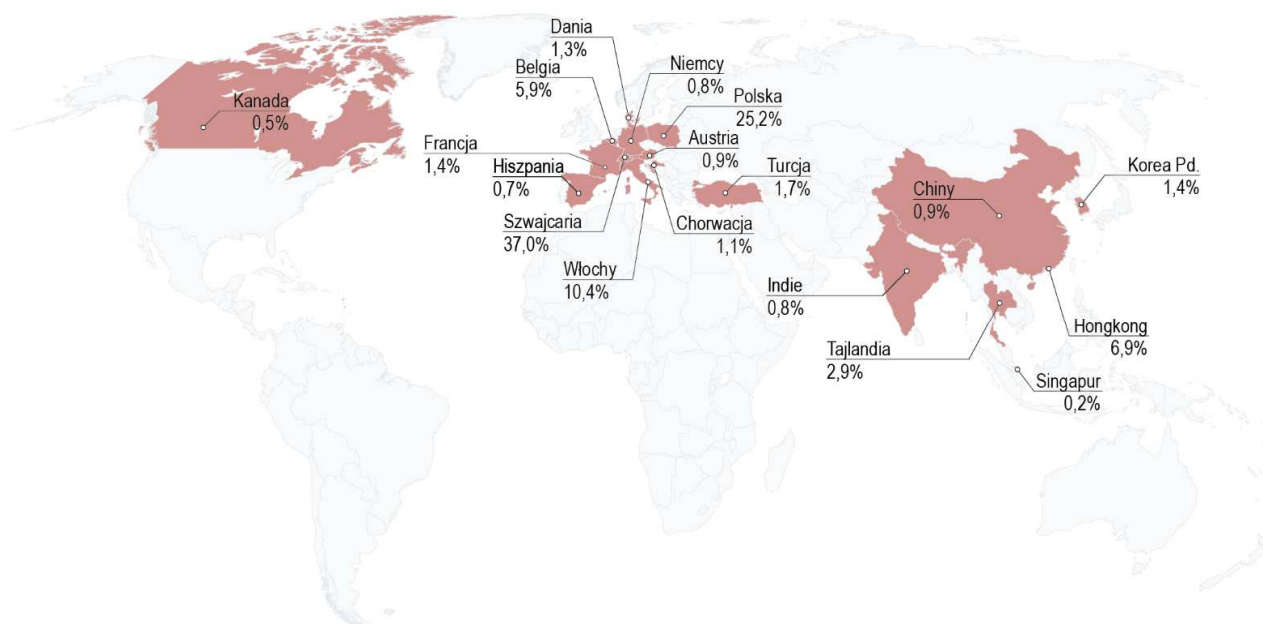 Dania
1,3%
Belgia
5,9%
Niemcy
0,8%
Polska
25,2%
Kanada
0,5%
Francja
1,4%
Austria
0,9%
Hiszpania
0,7%
Turcja
1,7%
Korea Pd.
1,4%
Chiny
0,9%
Szwajcaria
37,0%
Chorwacja
1,1%
Włochy
10,4%
Indie
0,8%
Hongkong
6,9%
Tajlandia
2,9%
Singapur
0,2%